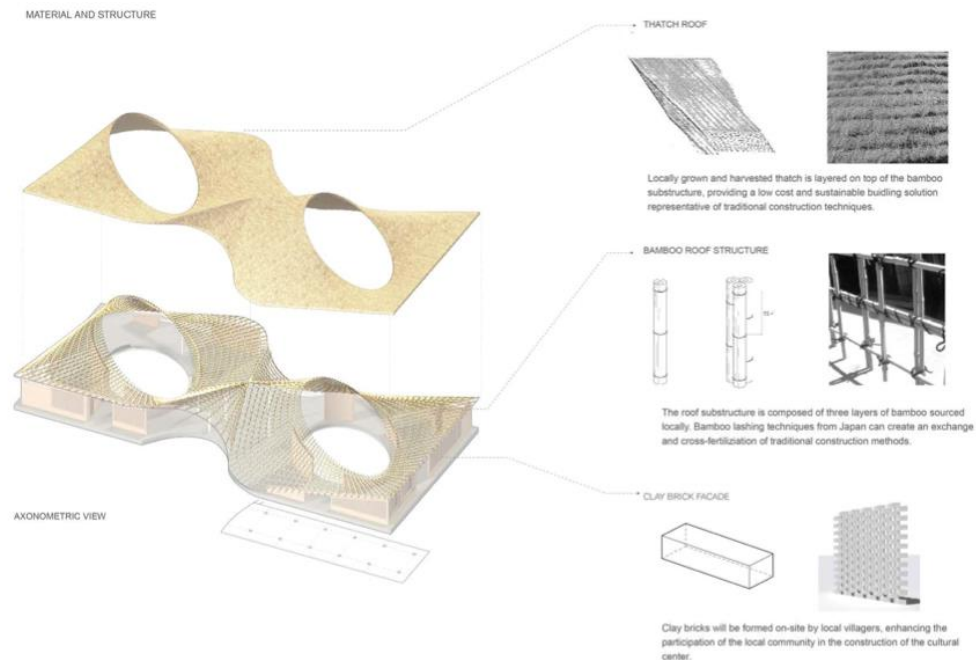 MATERIAL AND STRUCTURE
THATCH ROOF
Locally grown and harvested thatch is layered on top of the bamboo
substructure, providing a low cost and sustainable buidling solution
representative of traditional construction techniques.
BAMBOO ROOF STRUCTURE
The roof substructure is composed of three layers of bamboo sourced
locally. Bamboo lashing techniques from Japan can create an exchange
and cross-fertiliziation of traditional construction methods.
AXONOMETRIC VIEW
CLAY BRICK FACADE
Clay bricks will be formed on-site by local villagers, enhancing the
participation of the local community in the construction of the cultural
center.